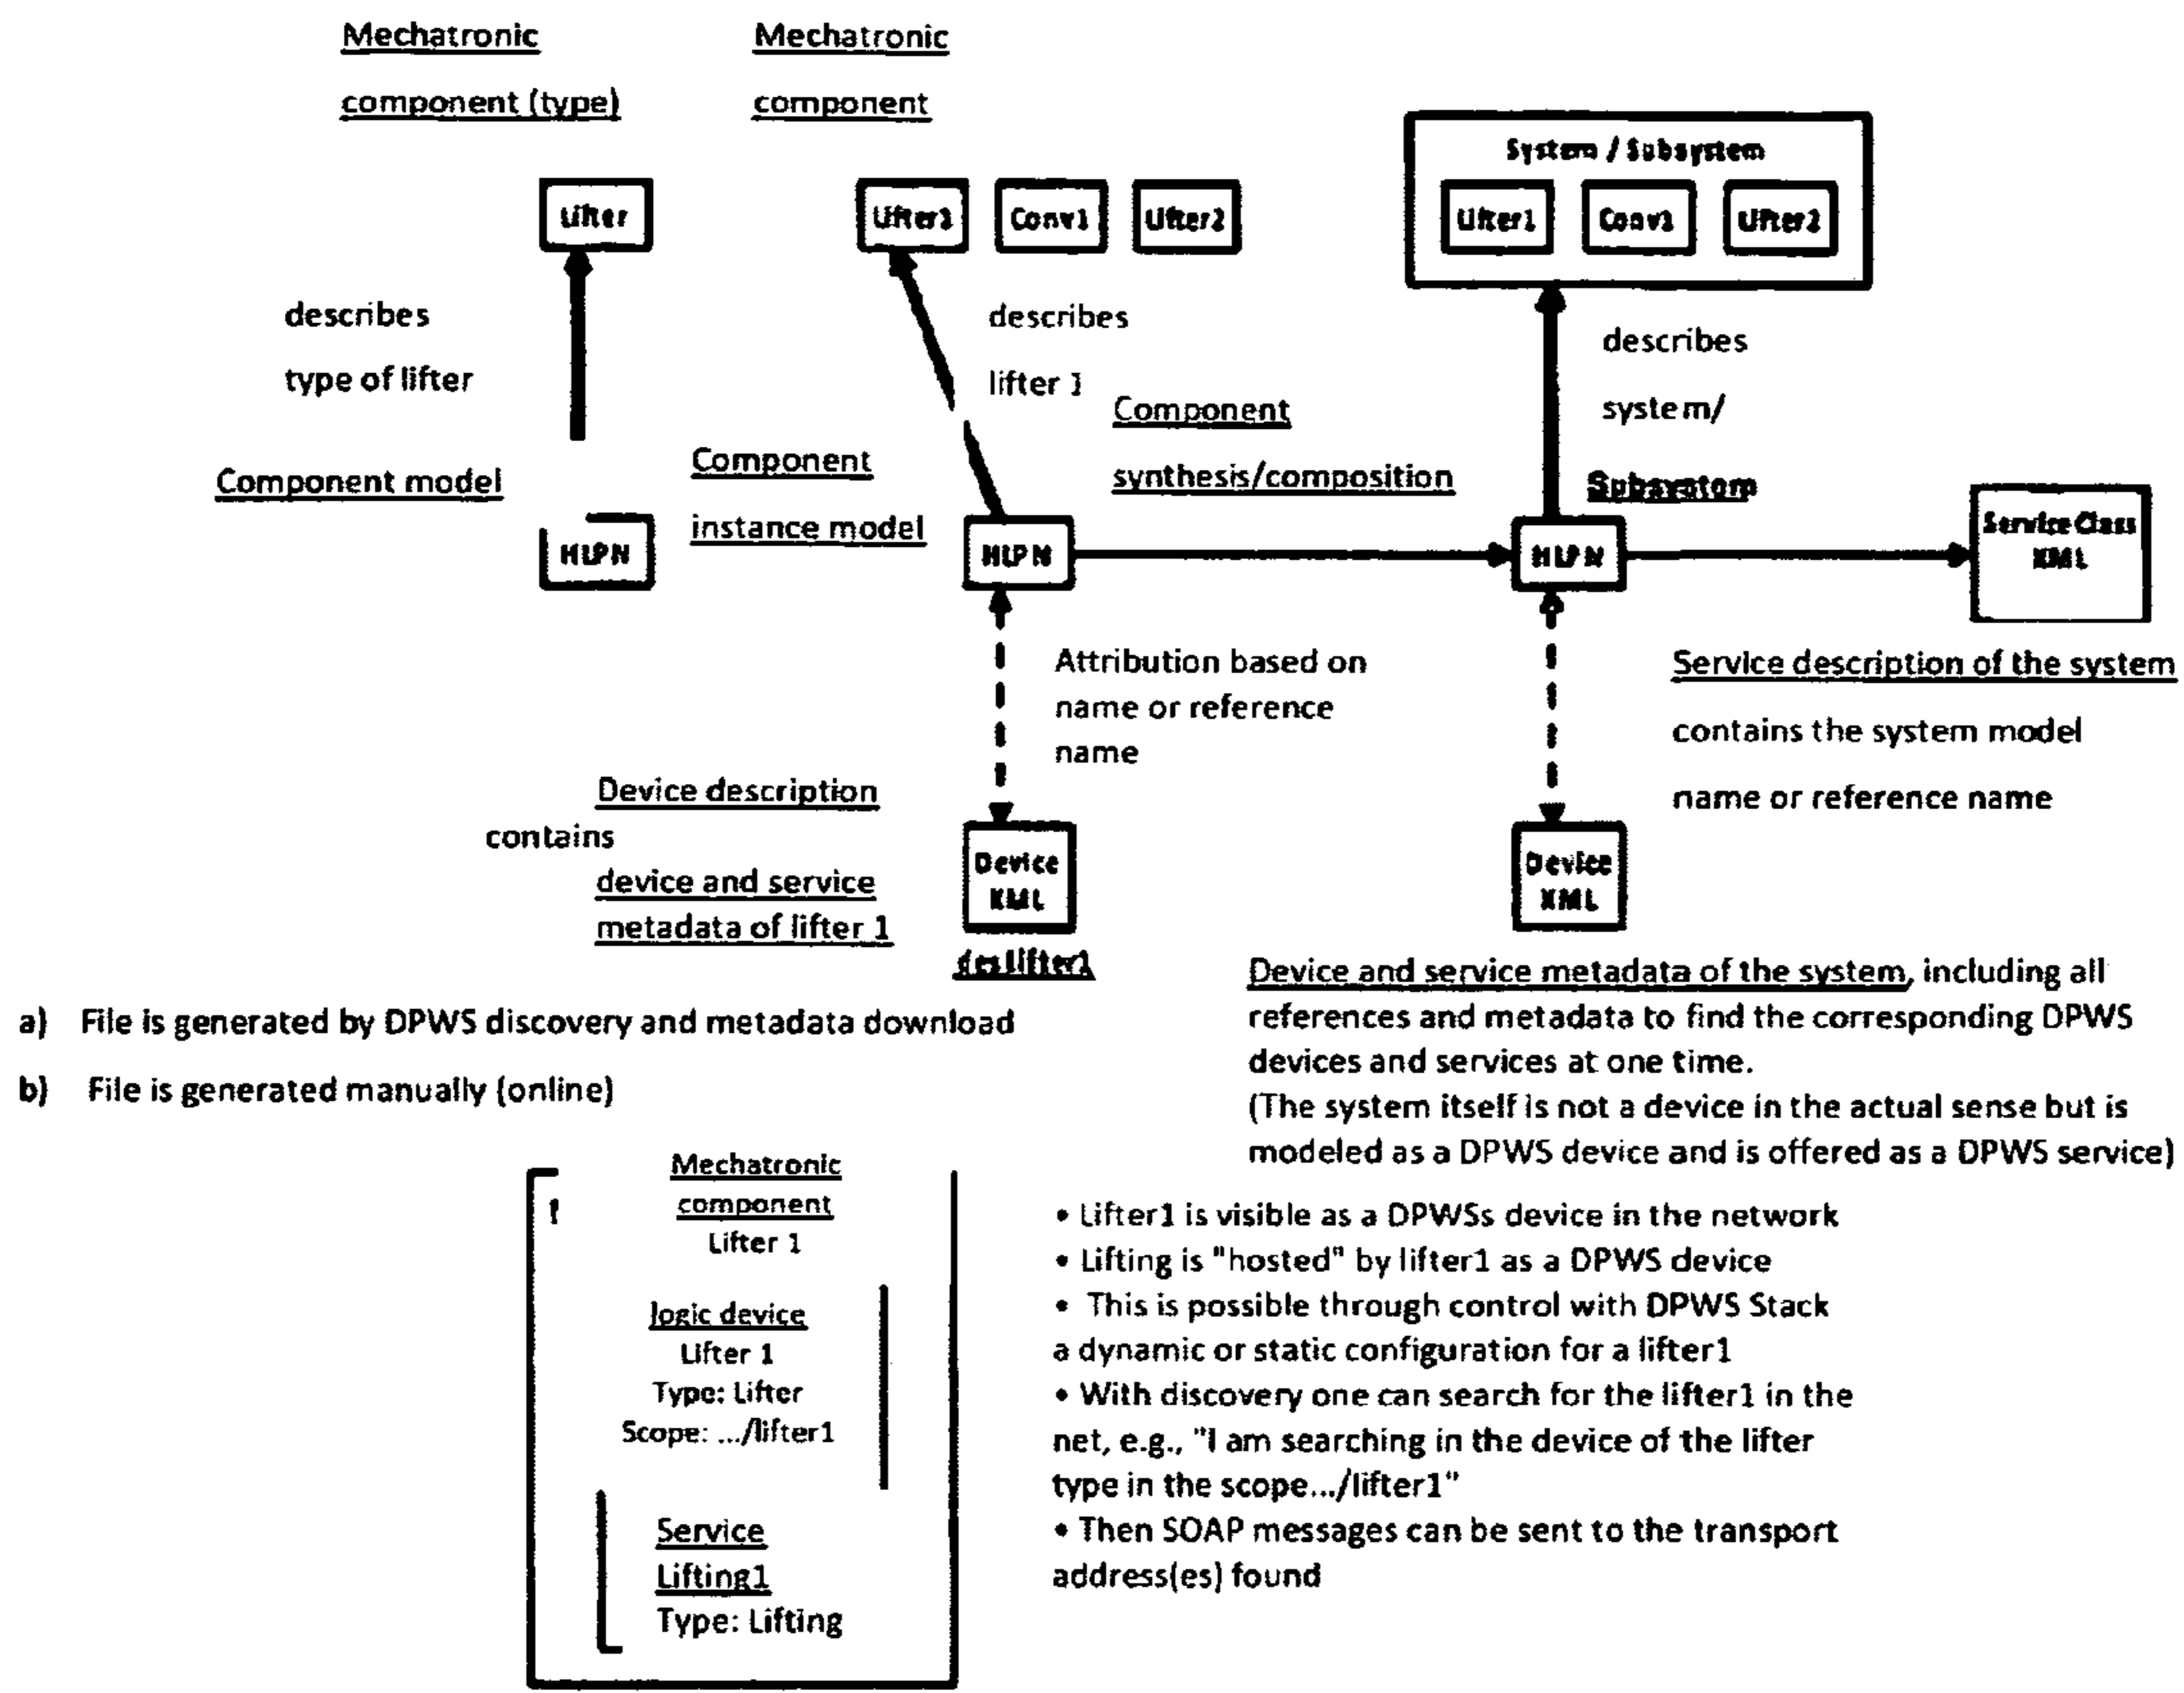 Mechatronic
component (type)
Mechatronic
component
System / Subsystem
Lifter
Lifter1
Conv1
Lifter2
Lifter1
Conv1
Lifter2
describes
type of lifter
describes
lifter 1
describes
system/
Subsystem
Component
synthesis/composition
Component model
Component
instance model
HLPN
HLPN
HLPN
Service Class
XML
Attribution based on
name or reference
name
Service description of the system
contains the system model
name or reference name
Device description
contains
device and service
metadata of lifter 1
Device
XML
des lifter1
Device
XML
a) File is generated by DPWS discovery and metadata download
b) File is generated manually (online)
Device and service metadata of the system, including all
references and metadata to find the corresponding DPWS
devices and services at one time.
(The system itself is not a device in the actual sense but is
modeled as a DPWS device and is offered as a DPWS service)
Mechatronic
component
Lifter 1
logic device
Lifter 1
Type: Lifter
Scope: .../lifter1
Service
Lifting1
Type: Lifting
• Lifter1 is visible as a DPWSs device in the network
• Lifting is "hosted" by lifter1 as a DPWS device
• This is possible through control with DPWS Stack
a dynamic or static configuration for a lifter1
• With discovery one can search for the lifter1 in the
net, e.g., "I am searching in the device of the lifter
type in the scope.../lifter1"
• Then SOAP messages can be sent to the transport
address(es) found